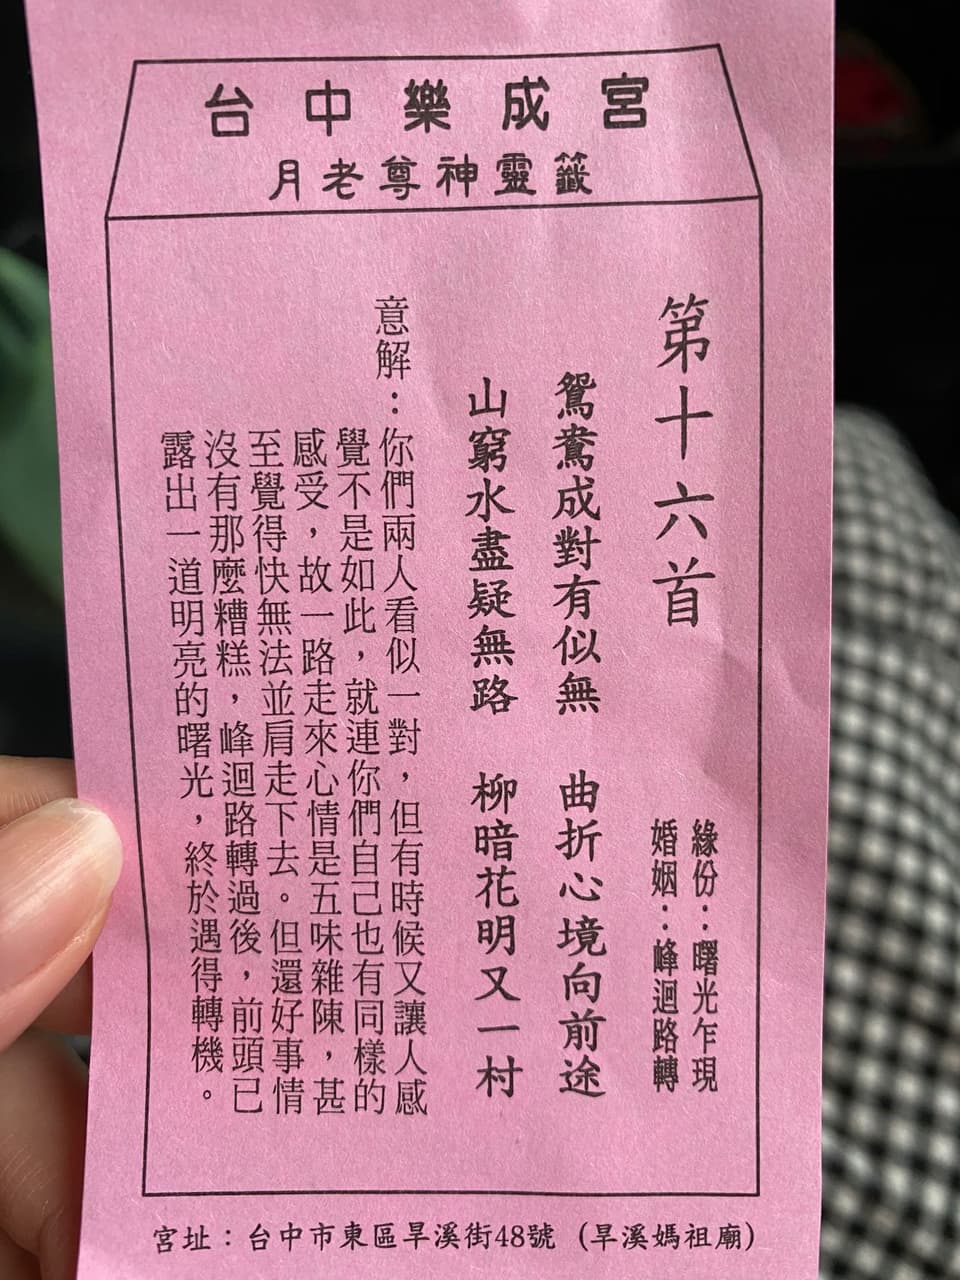 台中樂成宮
月老尊神靈籤
第十六首
緣份：曙光乍現
婚姻：峰迴路轉
鴛鴦成對有似無　曲折心境向前途
山窮水盡疑無路　柳暗花明又一村
意解：你們兩人看似一對，但有時候又讓人感
覺不是如此，就連你們自己也有同樣的
感受，故一路走來心情是五味雜陳，甚
至覺得快無法並肩走下去。但還好事情
沒有那麼糟糕，峰迴路轉過後，前頭已
露出一道明亮的曙光，終於遇得轉機。
宮址：台中市東區旱溪街48號（旱溪媽祖廟）